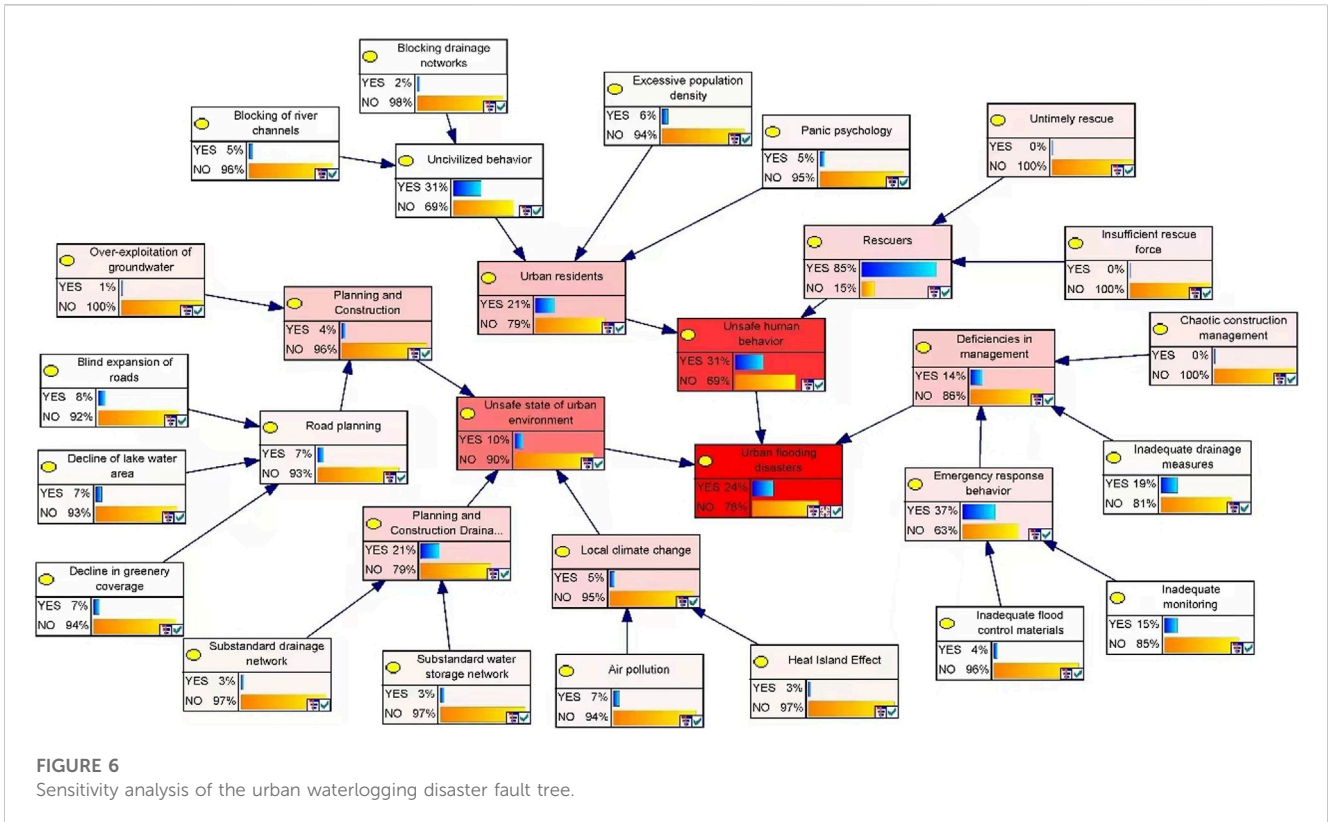 Blocking drainage
networks
YES 2%
NO 98%
Excessive population
density
YES 6%
NO 94%
Blocking of river
channels
YES 5%
NO 96%
Untimely rescue
YES 0%
NO 100%
Panic psychology
YES 5%
NO 95%
Uncivilized behavior
YES 31%
NO 69%
Rescuers
YES 85%
NO 15%
Insufficient rescue
force
YES 0%
NO 100%
Over-exploitation of
groundwater
YES 1%
NO 100%
Urban residents
YES 21%
NO 79%
Planning and
Construction
YES 4%
NO 96%
Unsafe human
behavior
YES 31%
NO 69%
Deficiencies in
management
YES 14%
NO 86%
Chaotic construction
management
YES 0%
NO 100%
Blind expansion of
roads
YES 8%
NO 92%
Unsafe state of urban
environment
YES 10%
NO 90%
Road planning
YES 7%
NO 93%
Urban flooding
disasters
YES 24%
NO 76%
Decline of lake water
area
YES 7%
NO 93%
Inadequate drainage
measures
YES 19%
NO 81%
Emergency response
behavior
YES 37%
NO 63%
Planning and
Construction Draina...
YES 21%
NO 79%
Local climate change
YES 5%
NO 95%
Decline in greenery
coverage
YES 7%
NO 94%
Inadequate
monitoring
YES 15%
NO 85%
Inadequate flood
control materials
YES 4%
NO 96%
Substandard drainage
network
YES 3%
NO 97%
Substandard water
storage network
YES 3%
NO 97%
Air pollution
YES 7%
NO 94%
Heal Island Effect
YES 3%
NO 97%
FIGURE 6
Sensitivity analysis of the urban waterlogging disaster fault tree.